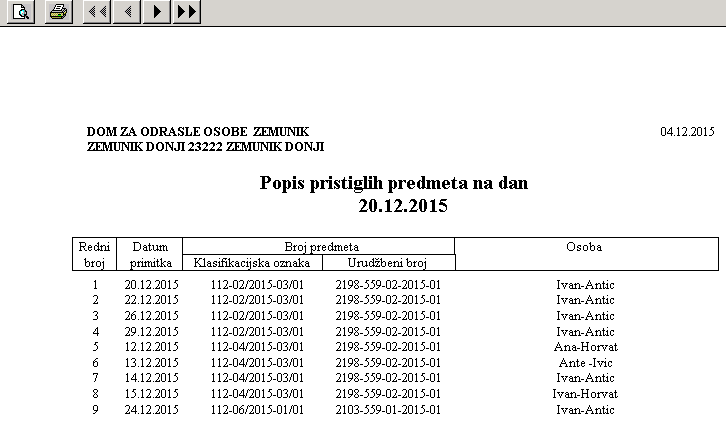 DOM ZA ODRASLE OSOBE ZEMUNIK 04.12.2015
ZEMUNIK DONJI 23222 ZEMUNIK DONJI
Popis pristiglih predmeta na dan
20.12.2015
Redni Datum Broj predmeta Osoba
broj primitka Klasifikacijska oznaka Urudžbeni broj
1 20.12.2015 112-02/2015-03/01 2198-559-02-2015-01 Ivan-Antic
2 22.12.2015 112-02/2015-03/01 2198-559-02-2015-01 Ivan-Antic
3 26.12.2015 112-02/2015-03/01 2198-559-02-2015-01 Ivan-Antic
4 29.12.2015 112-02/2015-03/01 2198-559-02-2015-01 Ivan-Antic
5 12.12.2015 112-04/2015-03/01 2198-559-02-2015-01 Ana-Horvat
6 13.12.2015 112-04/2015-03/01 2198-559-02-2015-01 Ante -Ivic
7 14.12.2015 112-04/2015-03/01 2198-559-02-2015-01 Ivan-Antic
8 15.12.2015 112-04/2015-03/01 2198-559-02-2015-01 Ivan-Horvat
9 24.12.2015 112-06/2015-01/01 2103-559-01-2015-01 Ivan-Antic